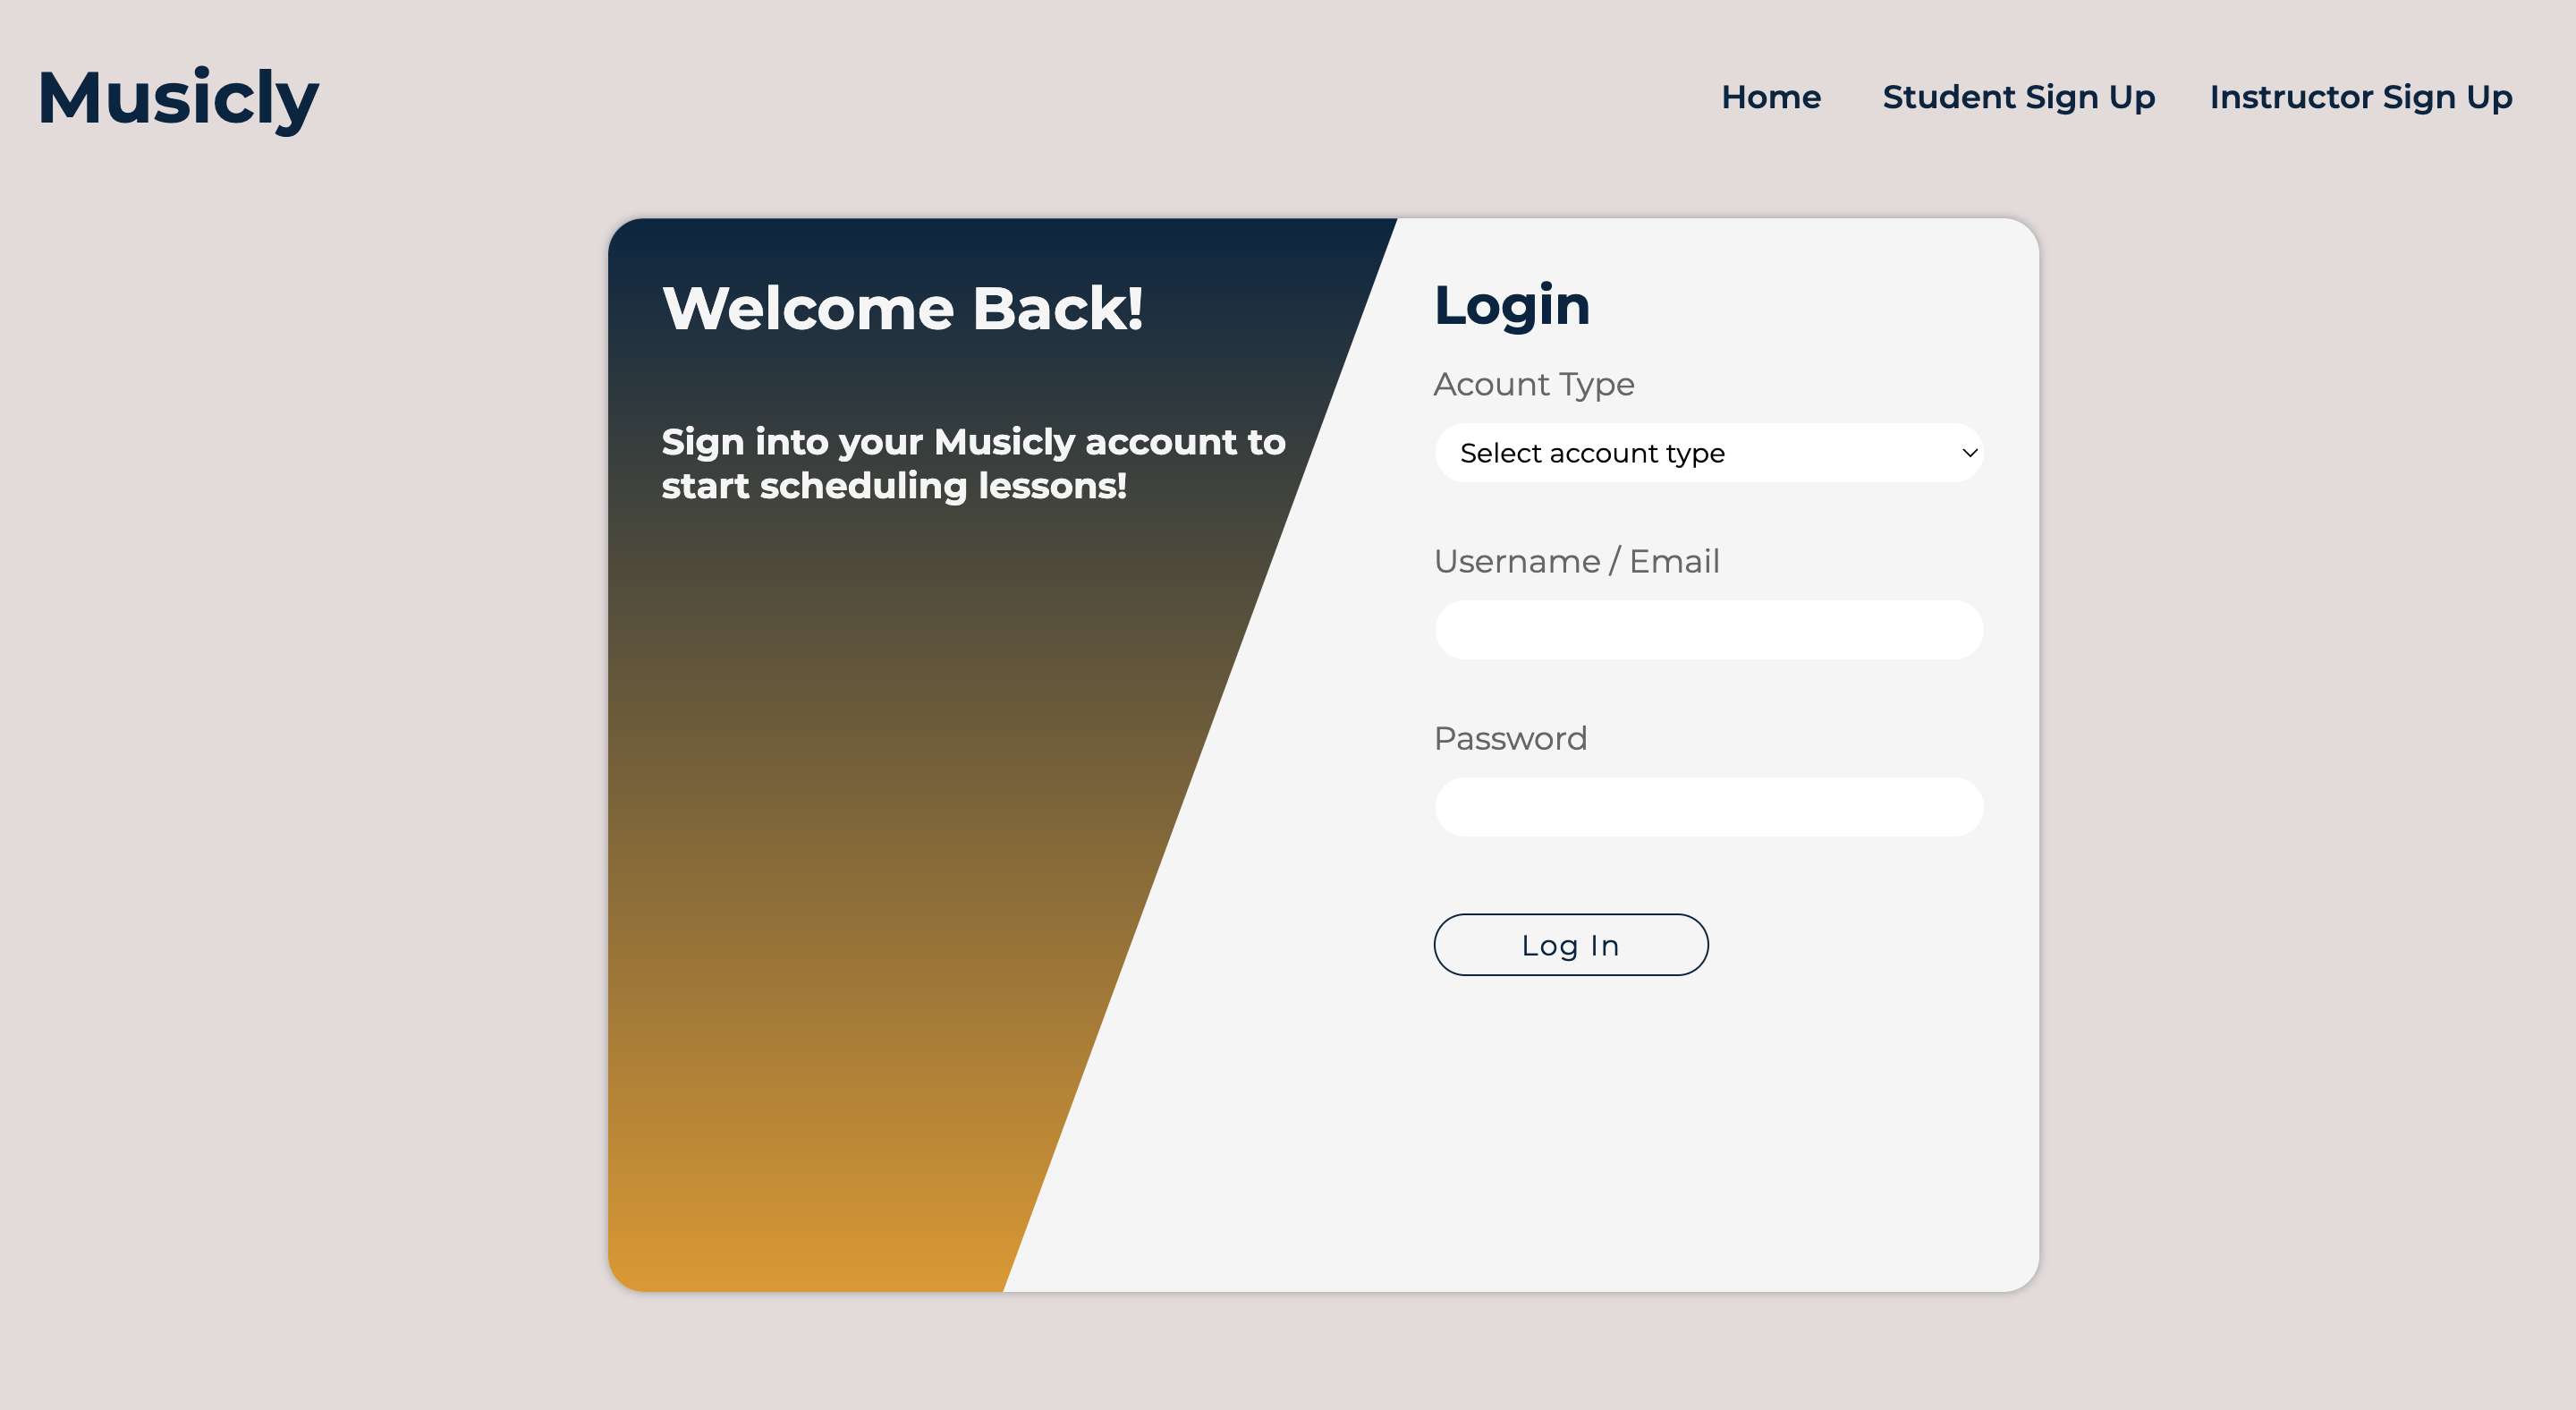 Musicly
Home Student Sign Up Instructor Sign Up
Welcome Back!
Sign into your Musicly account to
start scheduling lessons!
Login
Acount Type
Select account type
Username / Email
Password
Log In